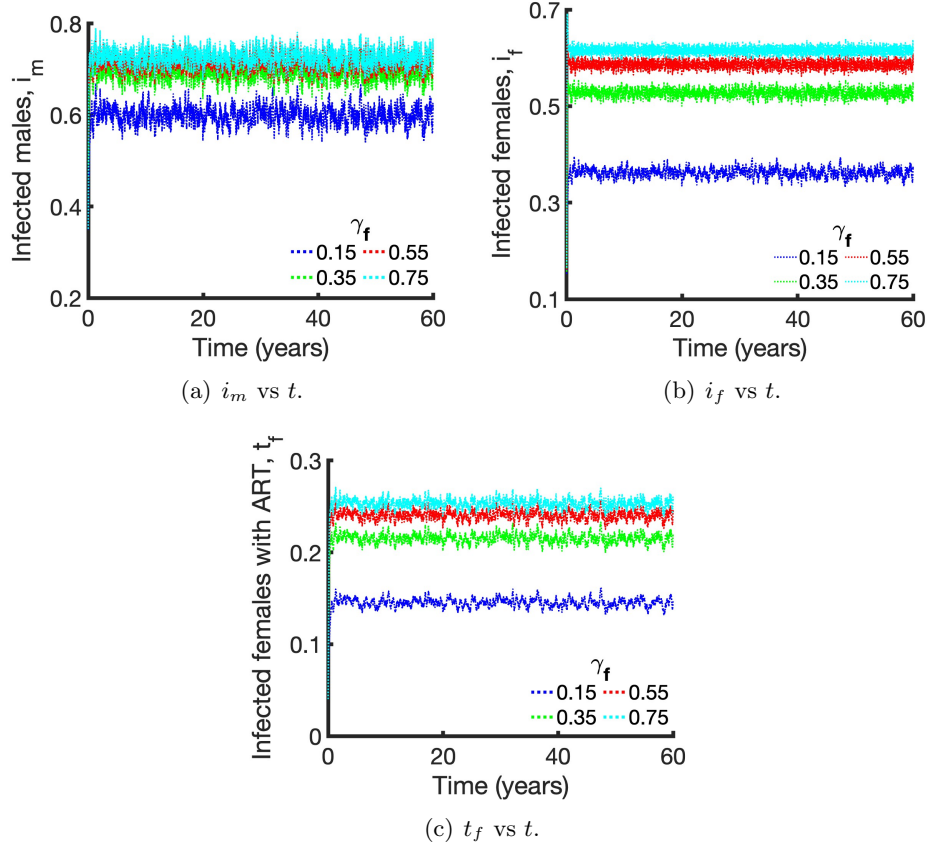 Infected males, i_m
0.8
0.6
0.4
0.2
0
20
40
60
Time (years)
γ_f
0.15 0.55
0.35 0.75
(a) i_m vs t.
Infected females, i_f
0.7
0.5
0.3
0.1
0
20
40
60
Time (years)
γ_f
0.15 0.55
0.35 0.75
(b) i_f vs t.
Infected females with ART, t_f
0.3
0.2
0.1
0
0
20
40
60
Time (years)
γ_f
0.15 0.55
0.35 0.75
(c) t_f vs t.